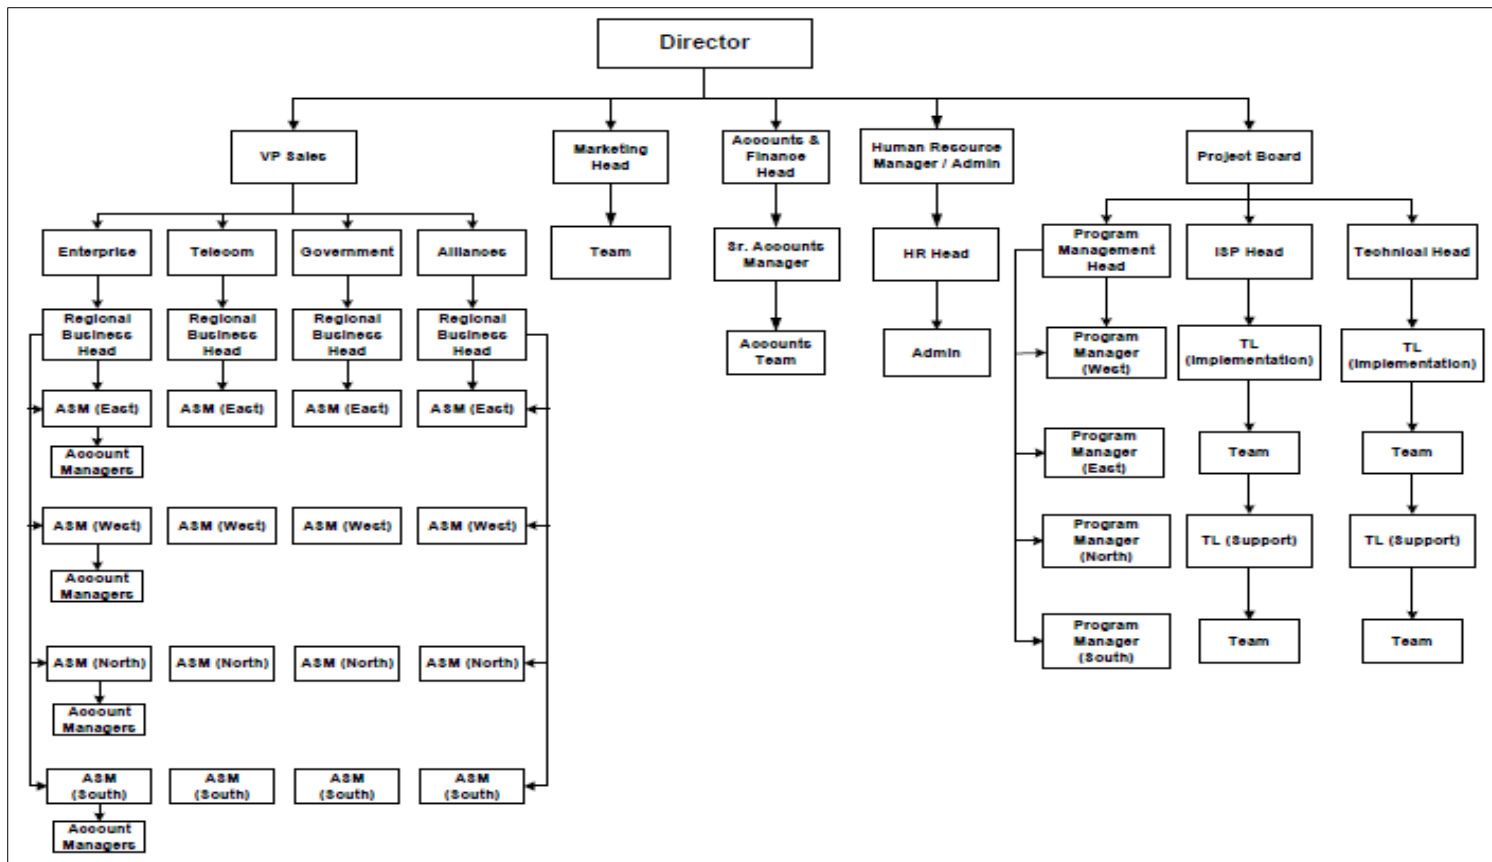 Director
VP Sales
Marketing
Head
Accounts &
Finance
Head
Human Resource
Manager / Admin
Project Board
Enterprise
Telecom
Government
Alliances
Team
Sr. Accounts
Manager
HR Head
Program
Management
Head
ISP Head
Technical Head
Regional
Business
Head
Regional
Business
Head
Regional
Business
Head
Regional
Business
Head
Accounts
Team
Admin
Program
Manager
(West)
TL
(Implementation)
TL
(Implementation)
ASM (East)
ASM (East)
ASM (East)
ASM (East)
Account
Managers
Program
Manager
(East)
Team
Team
ASM (West)
ASM (West)
ASM (West)
ASM (West)
Account
Managers
Program
Manager
(North)
TL (Support)
TL (Support)
ASM (North)
ASM (North)
ASM (North)
ASM (North)
Account
Managers
Program
Manager
(South)
Team
Team
ASM
(South)
ASM
(South)
ASM
(South)
ASM
(South)
Account
Managers